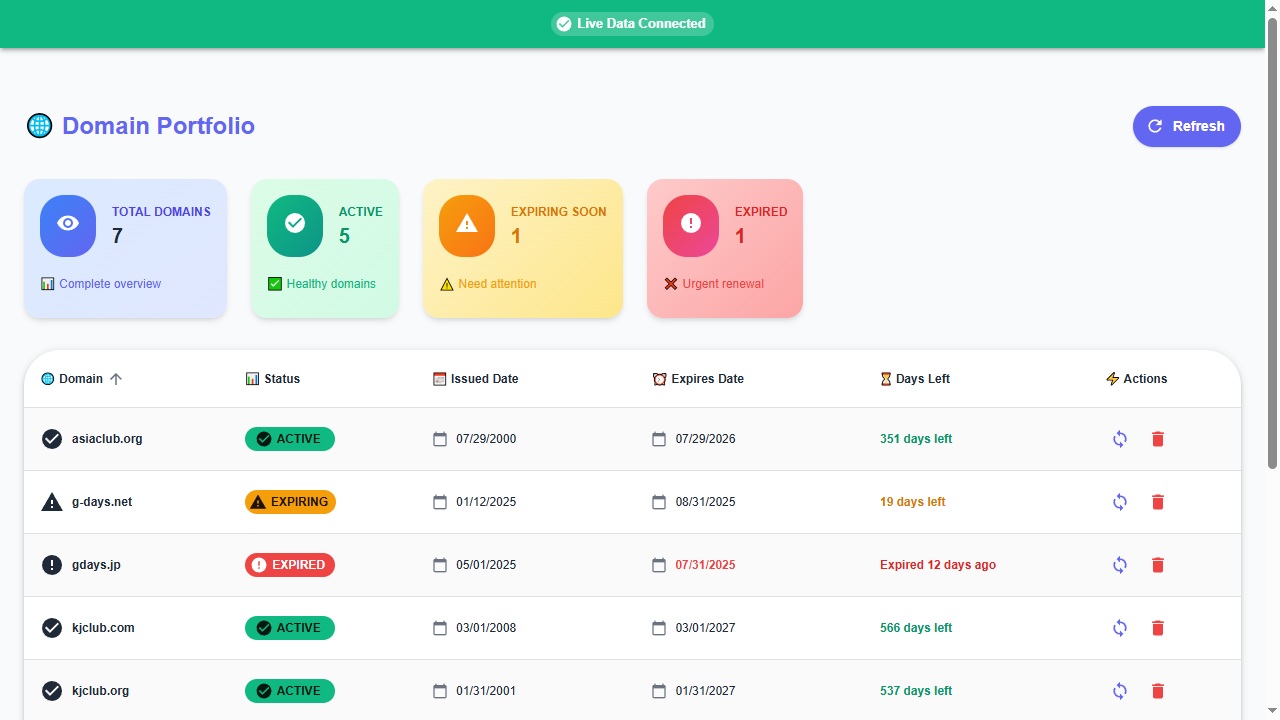 Live Data Connected
🌐 Domain Portfolio
Refresh
TOTAL DOMAINS
7
📊 Complete overview
ACTIVE
5
✅ Healthy domains
EXPIRING SOON
1
⚠️ Need attention
EXPIRED
1
❌ Urgent renewal
🌐 Domain 📊 Status 📅 Issued Date ⏰ Expires Date ⏳ Days Left ⚡ Actions
asiaclub.org ACTIVE 07/29/2000 07/29/2026 351 days left
g-days.net EXPIRING 01/12/2025 08/31/2025 19 days left
gdays.jp EXPIRED 05/01/2025 07/31/2025 Expired 12 days ago
kjclub.com ACTIVE 03/01/2008 03/01/2027 566 days left
kjclub.org ACTIVE 01/31/2001 01/31/2027 537 days left